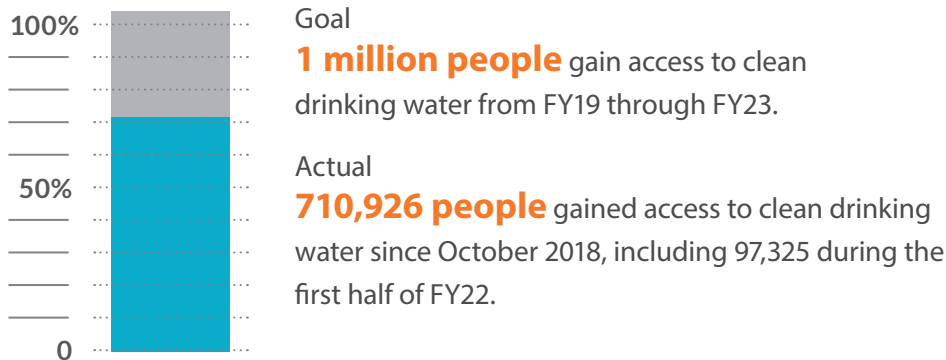 100%
50%
0
Goal
1 million people gain access to clean
drinking water from FY19 through FY23.
Actual
710,926 people gained access to clean drinking
water since October 2018, including 97,325 during the
first half of FY22.